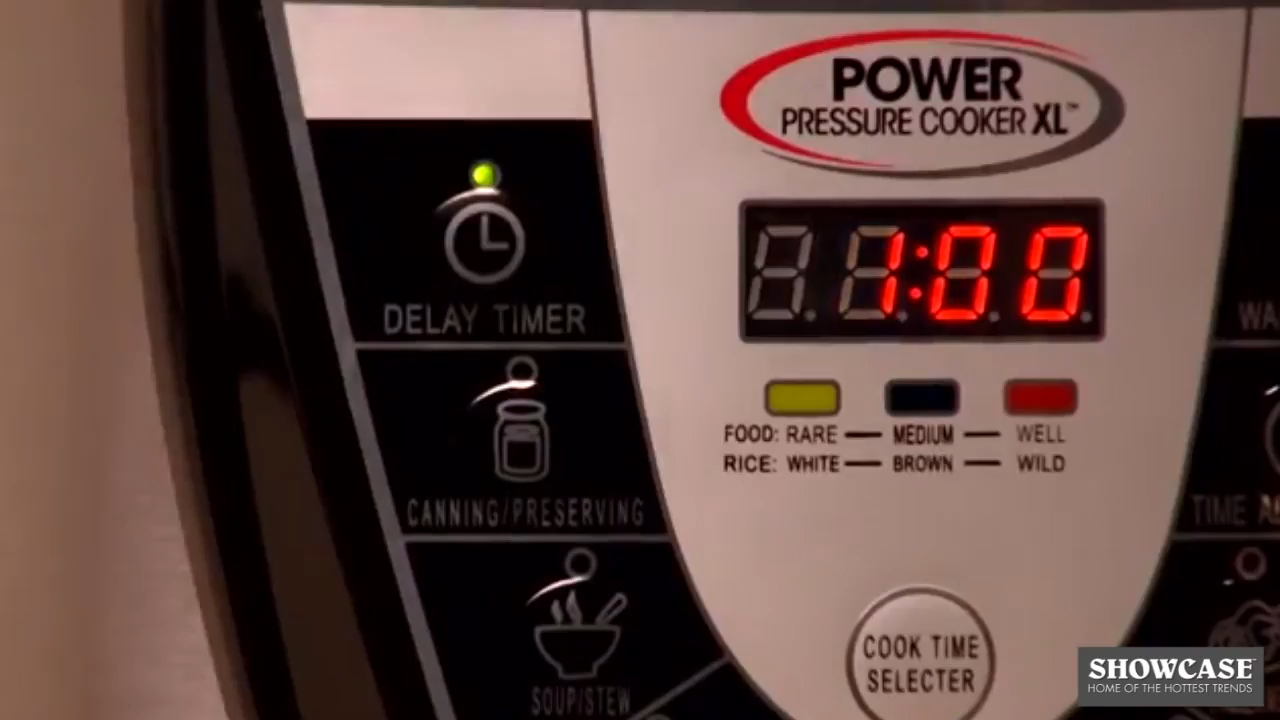 POWER
PRESSURE COOKER XL™
1:00
DELAY TIMER
FOOD: RARE — MEDIUM — WELL
RICE: WHITE — BROWN — WILD
CANNING/PRESERVING
TIME
SOUP/STEW
COOK TIME
SELECTER
SHOWCASE
HOME OF THE HOTTEST TRENDS